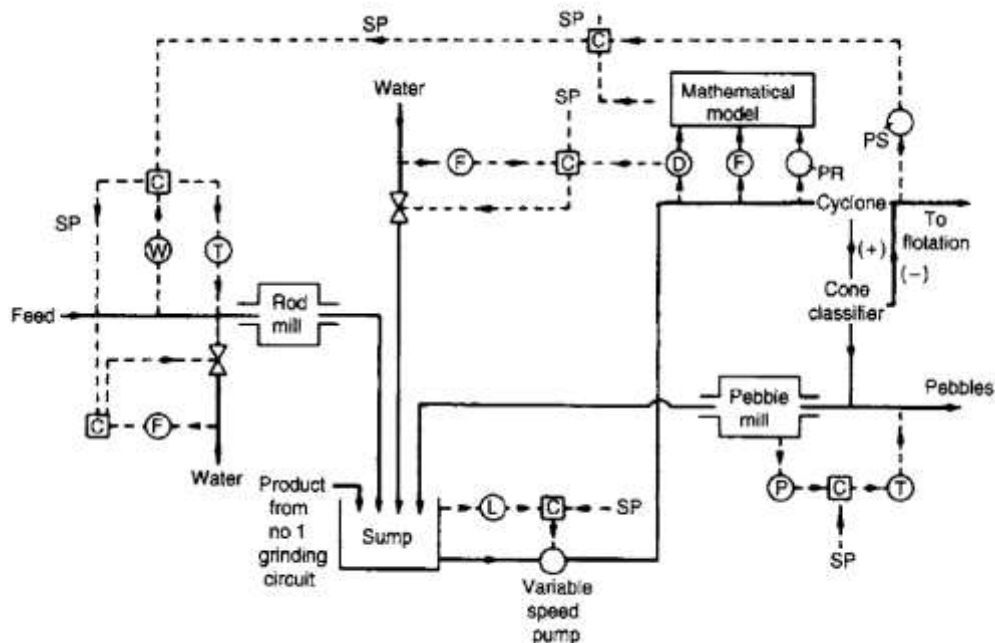 SP
SP
C
Water
SP
Mathematical
model
PS
F
C
D
F
PR
C
SP
Cyclone
To
flotation
W
T
(+)
(−)
Cone
classifier
Feed
Rod
mill
Pebbie
mill
Pebbles
C
F
Water
Product
from
no 1
grinding
circuit
Sump
L
C
SP
P
C
T
SP
Variable
speed
pump